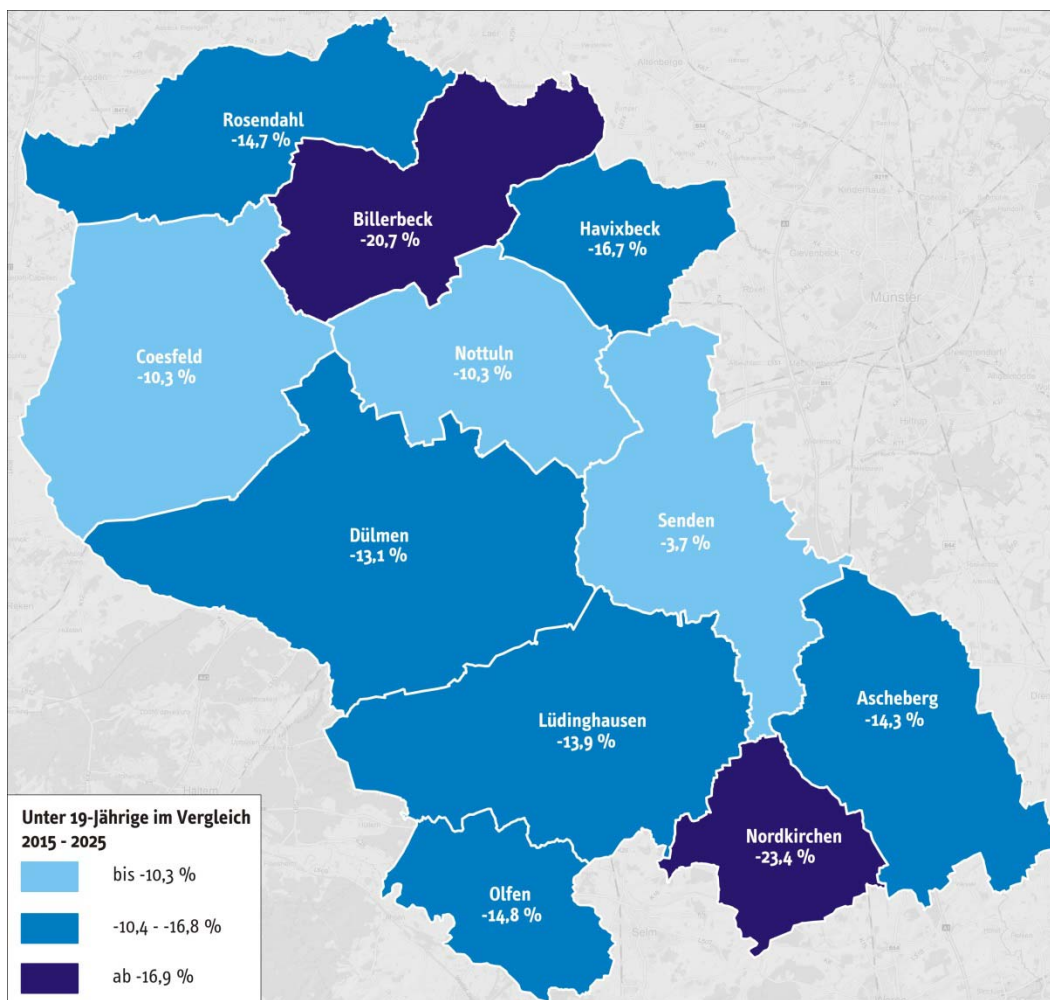 Rosendahl
-14,7 %
Billerbeck
-20,7 %
Havixbeck
-16,7 %
Münster
Coesfeld
-10,3 %
Nottuln
-10,3 %
Dülmen
-13,1 %
Senden
-3,7 %
Lüdinghausen
-13,9 %
Ascheberg
-14,3 %
Nordkirchen
-23,4 %
Olfen
-14,8 %
Haltern
Selm
Unter 19-Jährige im Vergleich
2015 - 2025
bis -10,3 %
-10,4 - -16,8 %
ab -16,9 %